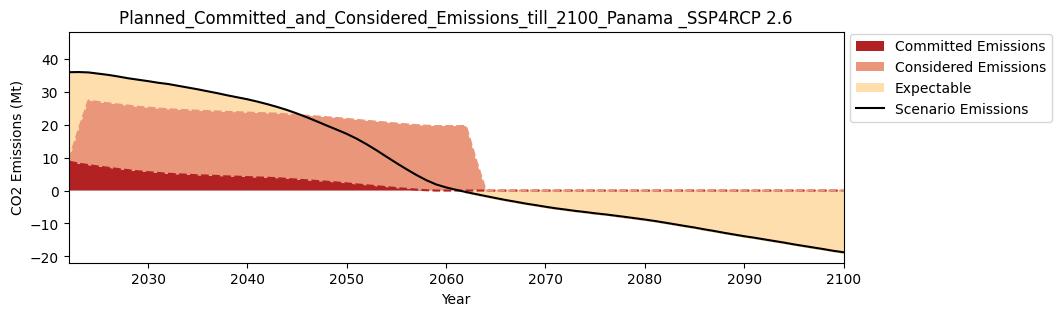 Planned_Committed_and_Considered_Emissions_till_2100_Panama _SSP4RCP 2.6
Committed Emissions
Considered Emissions
Expectable
Scenario Emissions
CO2 Emissions (Mt)
40
30
20
10
0
−10
−20
2030
2040
2050
2060
2070
2080
2090
2100
Year